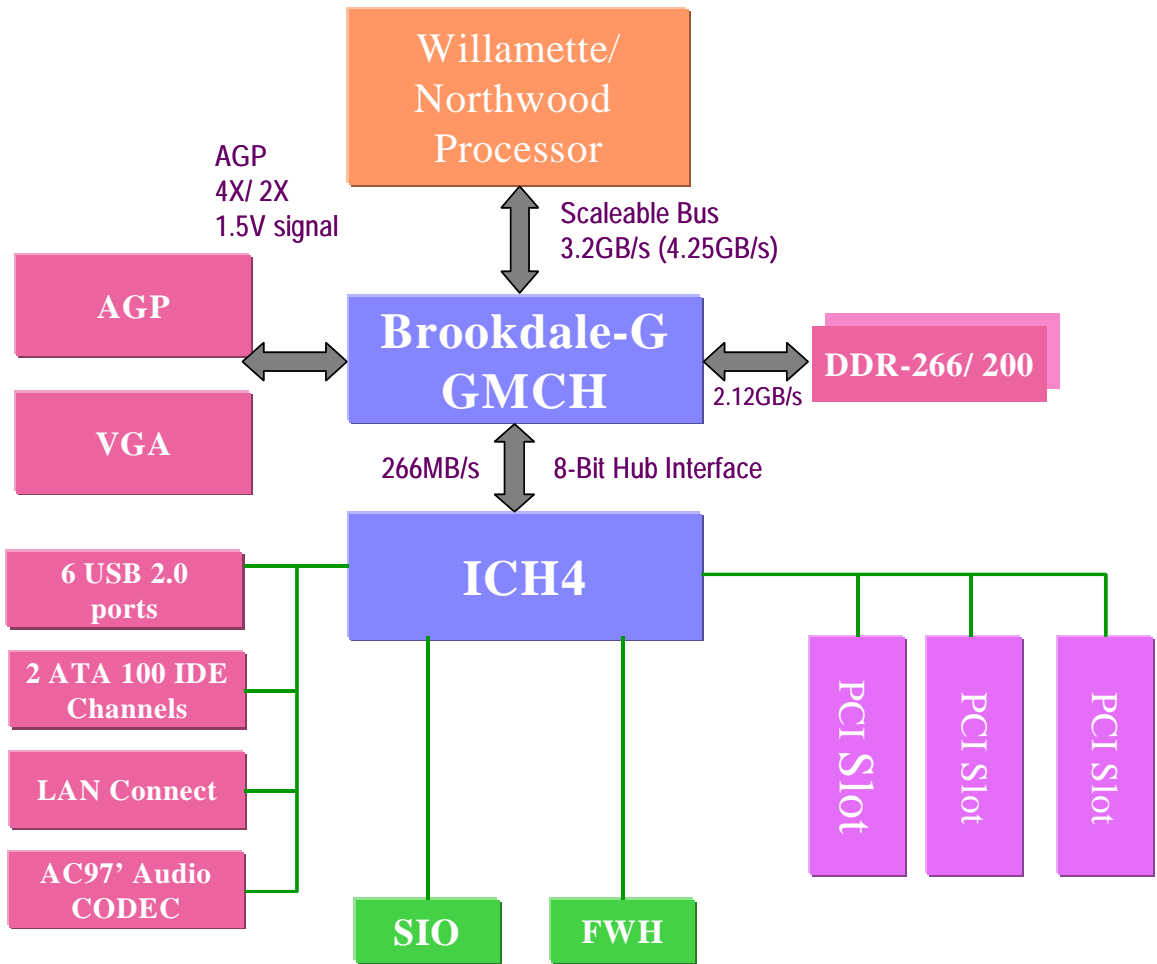 Willamette/
Northwood
Processor
AGP
4X/ 2X
1.5V signal
Scaleable Bus
3.2GB/s (4.25GB/s)
AGP
VGA
Brookdale-G
GMCH
DDR-266/ 200
2.12GB/s
266MB/s
8-Bit Hub Interface
ICH4
6 USB 2.0
ports
2 ATA 100 IDE
Channels
LAN Connect
AC97’ Audio
CODEC
SIO
FWH
PCI Slot
PCI Slot
PCI Slot